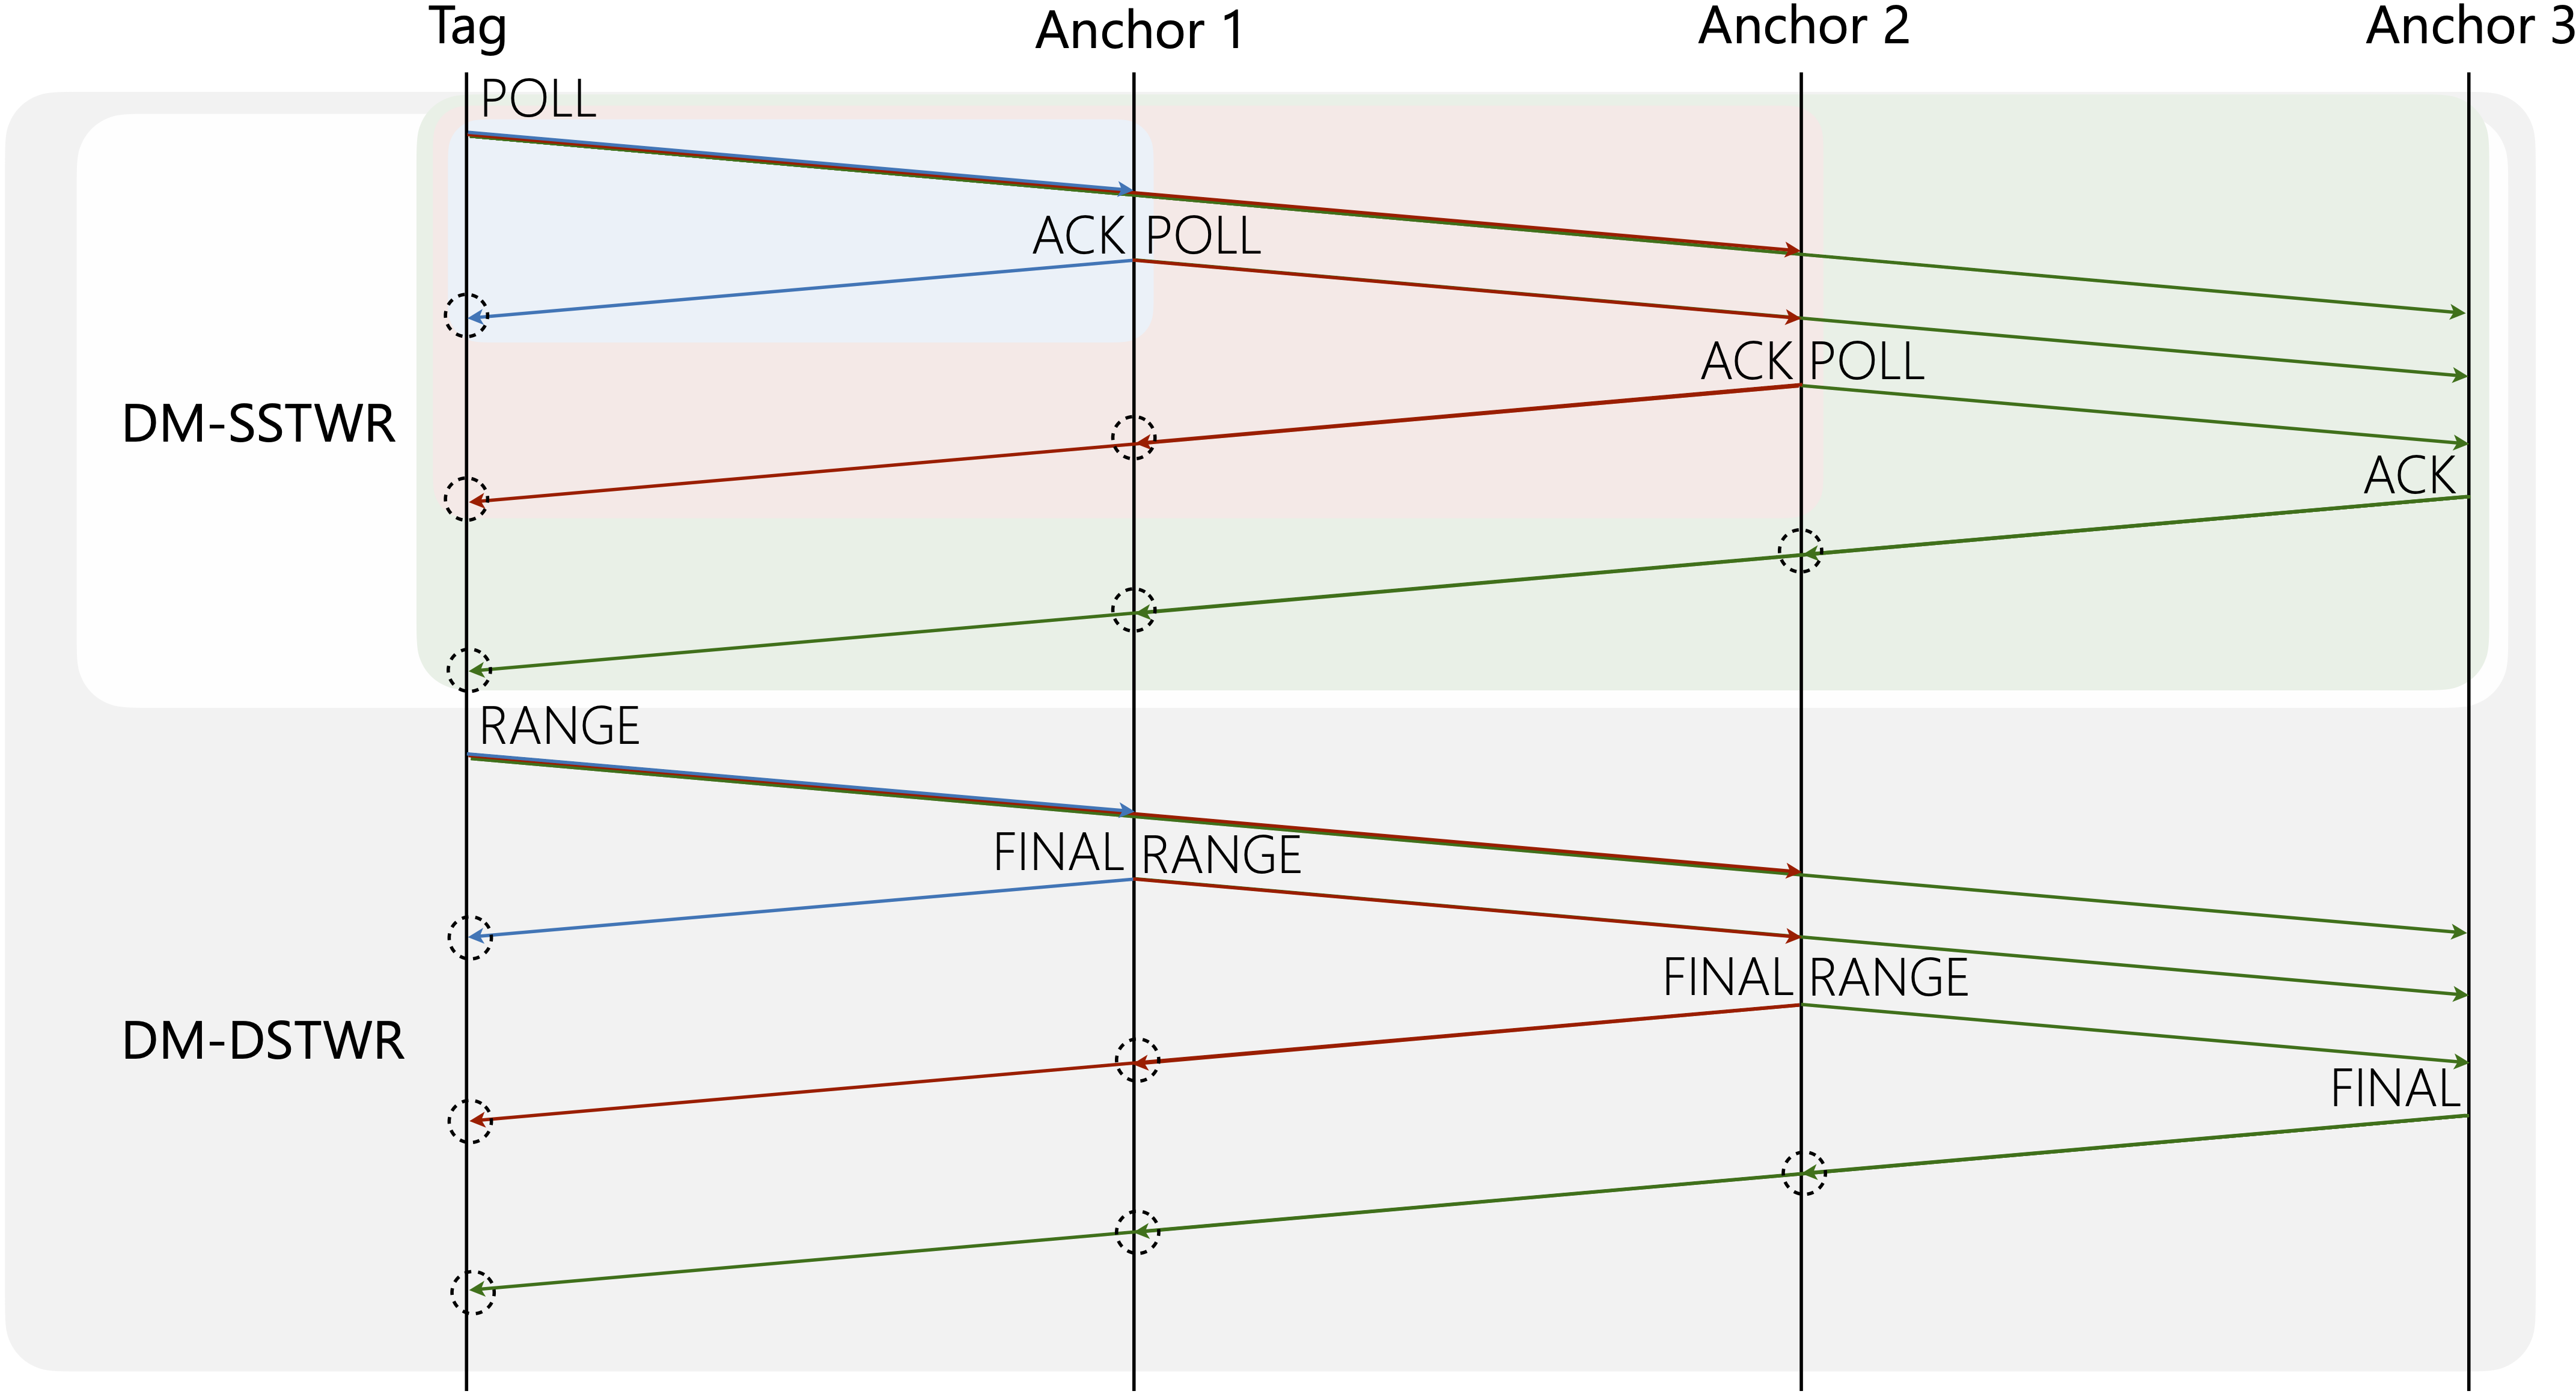 Tag
Anchor 1
Anchor 2
Anchor 3
POLL
ACK POLL
ACK POLL
DM-SSTWR
ACK
RANGE
FINAL RANGE
FINAL RANGE
DM-DSTWR
FINAL